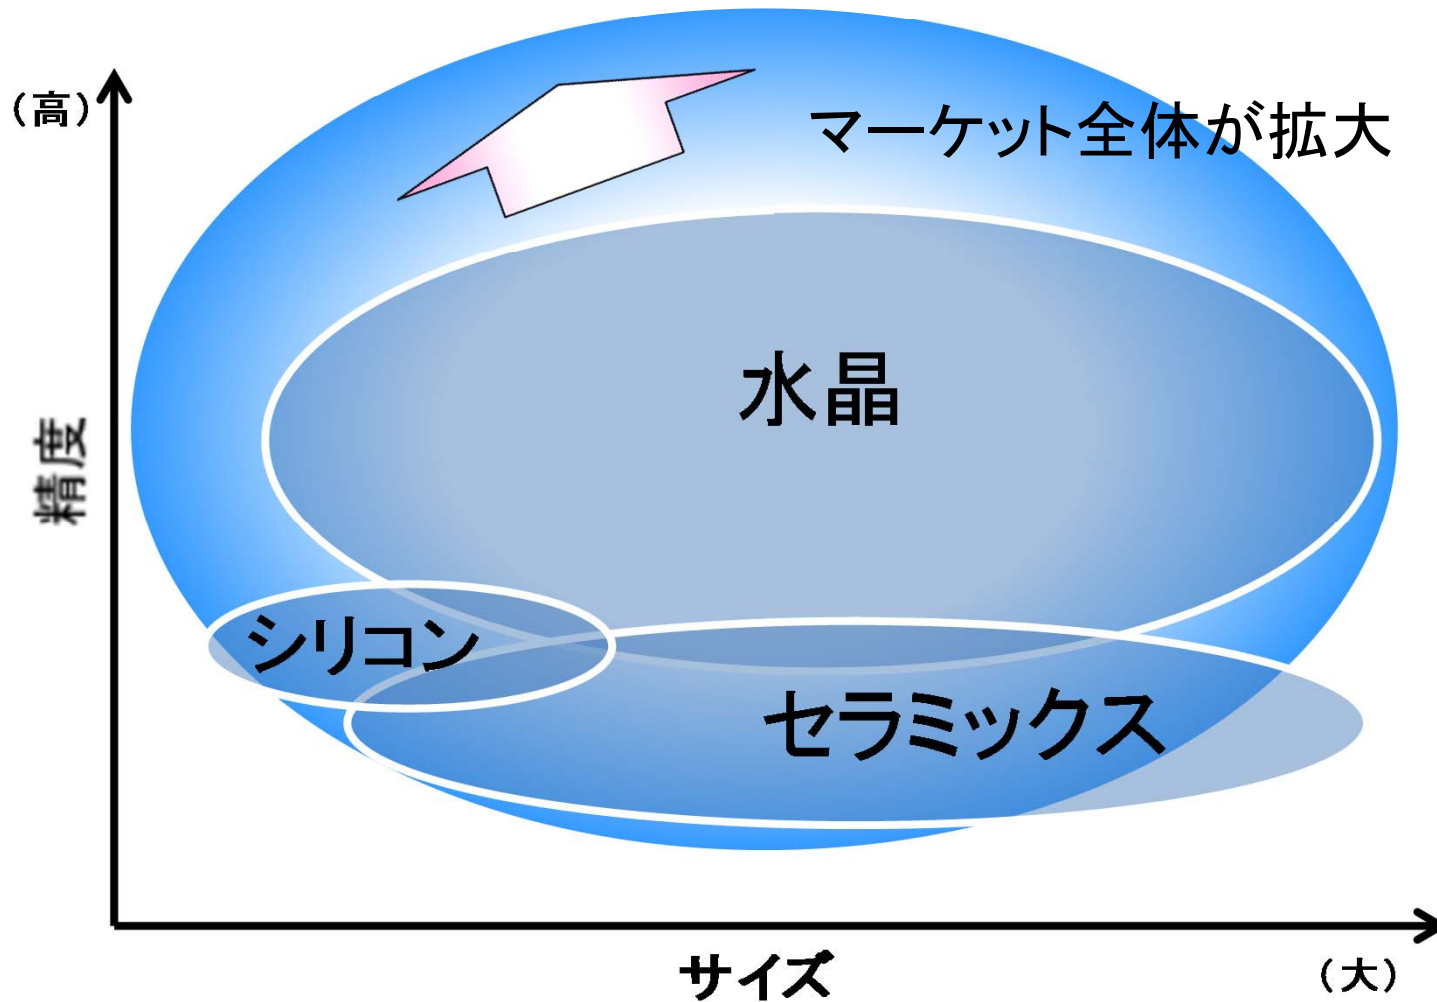 (高)
マーケット全体が拡大
水晶
精度
シリコン
セラミックス
サイズ
(大)